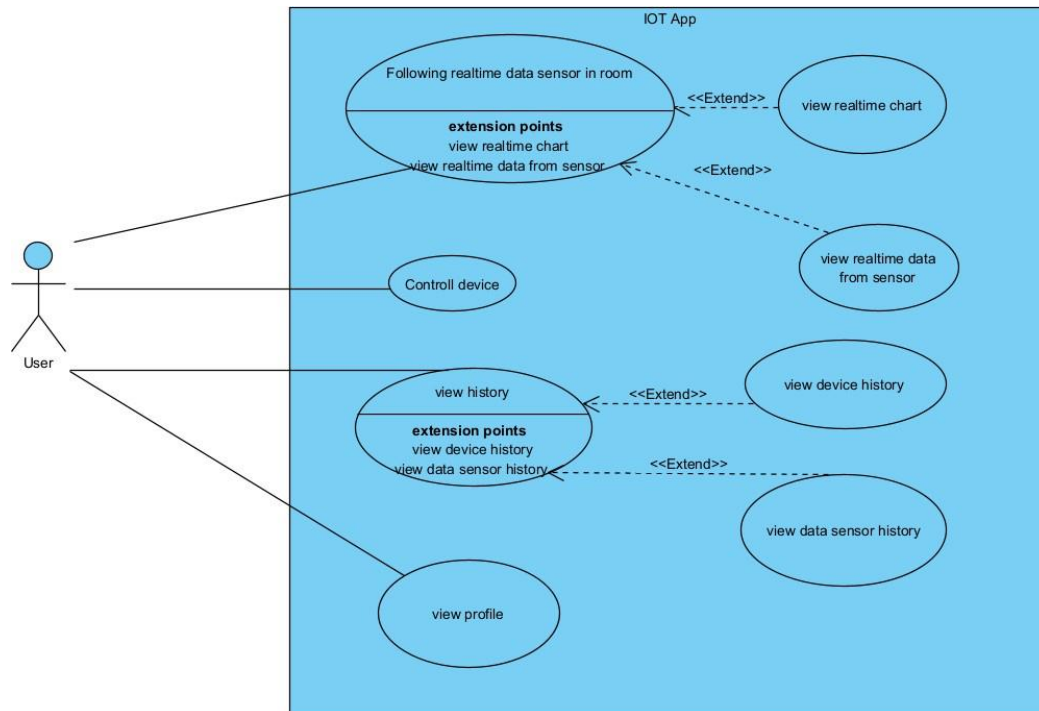 IOT App
Following realtime data sensor in room
extension points
view realtime chart
view realtime data from sensor
<<Extend>>
view realtime chart
<<Extend>>
view realtime data
from sensor
Controll device
User
view history
extension points
view device history
view data sensor history
<<Extend>>
view device history
<<Extend>>
view data sensor history
view profile